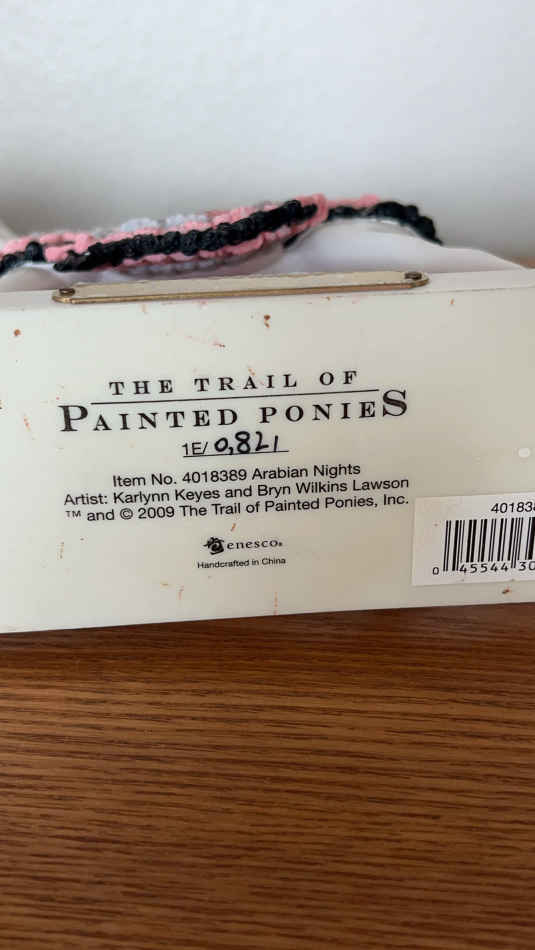 THE TRAIL OF
PAINTED PONIES
1E/0,821
Item No. 4018389 Arabian Nights
Artist: Karlynn Keyes and Bryn Wilkins Lawson
™ and © 2009 The Trail of Painted Ponies, Inc.
enesco®
Handcrafted in China
40183
0 45544 30